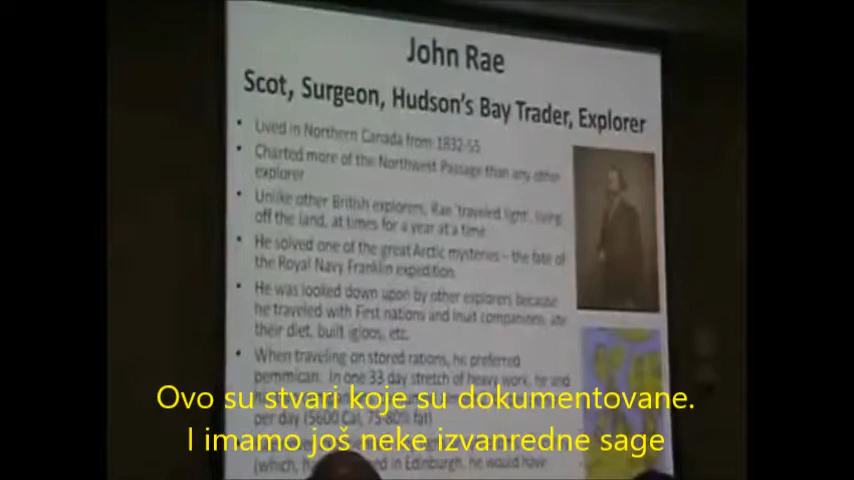 John Rae
Scot, Surgeon, Hudson's Bay Trader, Explorer
• Lived in Northern Canada from 1832-55
• Charted more of the Northwest Passage than any other
explorer
• Unlike other British explorers, Rae 'traveled light', living
off the land, at times for a year at a time
• He solved one of the great Arctic mysteries – the fate of
the Royal Navy Franklin expedition
• He was looked down upon by other explorers because
he traveled with First nations and Inuit companions, ate
their diet, built igloos, etc.
• When traveling on stored rations, he preferred
pemmican. In one 33 day stretch of heavy work, he and
per day (5600 Cal, 75-80% fat)
(which, in Edinburgh, he would have
Ovo su stvari koje su dokumentovane.
I imamo još neke izvanredne sage